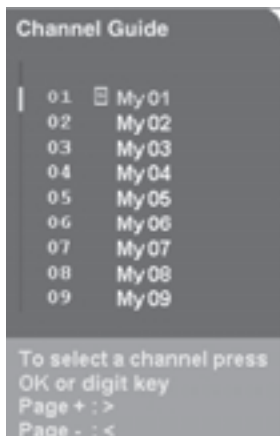 Channel Guide
01 My 01
02 My 02
03 My 03
04 My 04
05 My 05
06 My 06
07 My 07
08 My 08
09 My 09
To select a channel press
OK or digit key
Page + : >
Page - : <